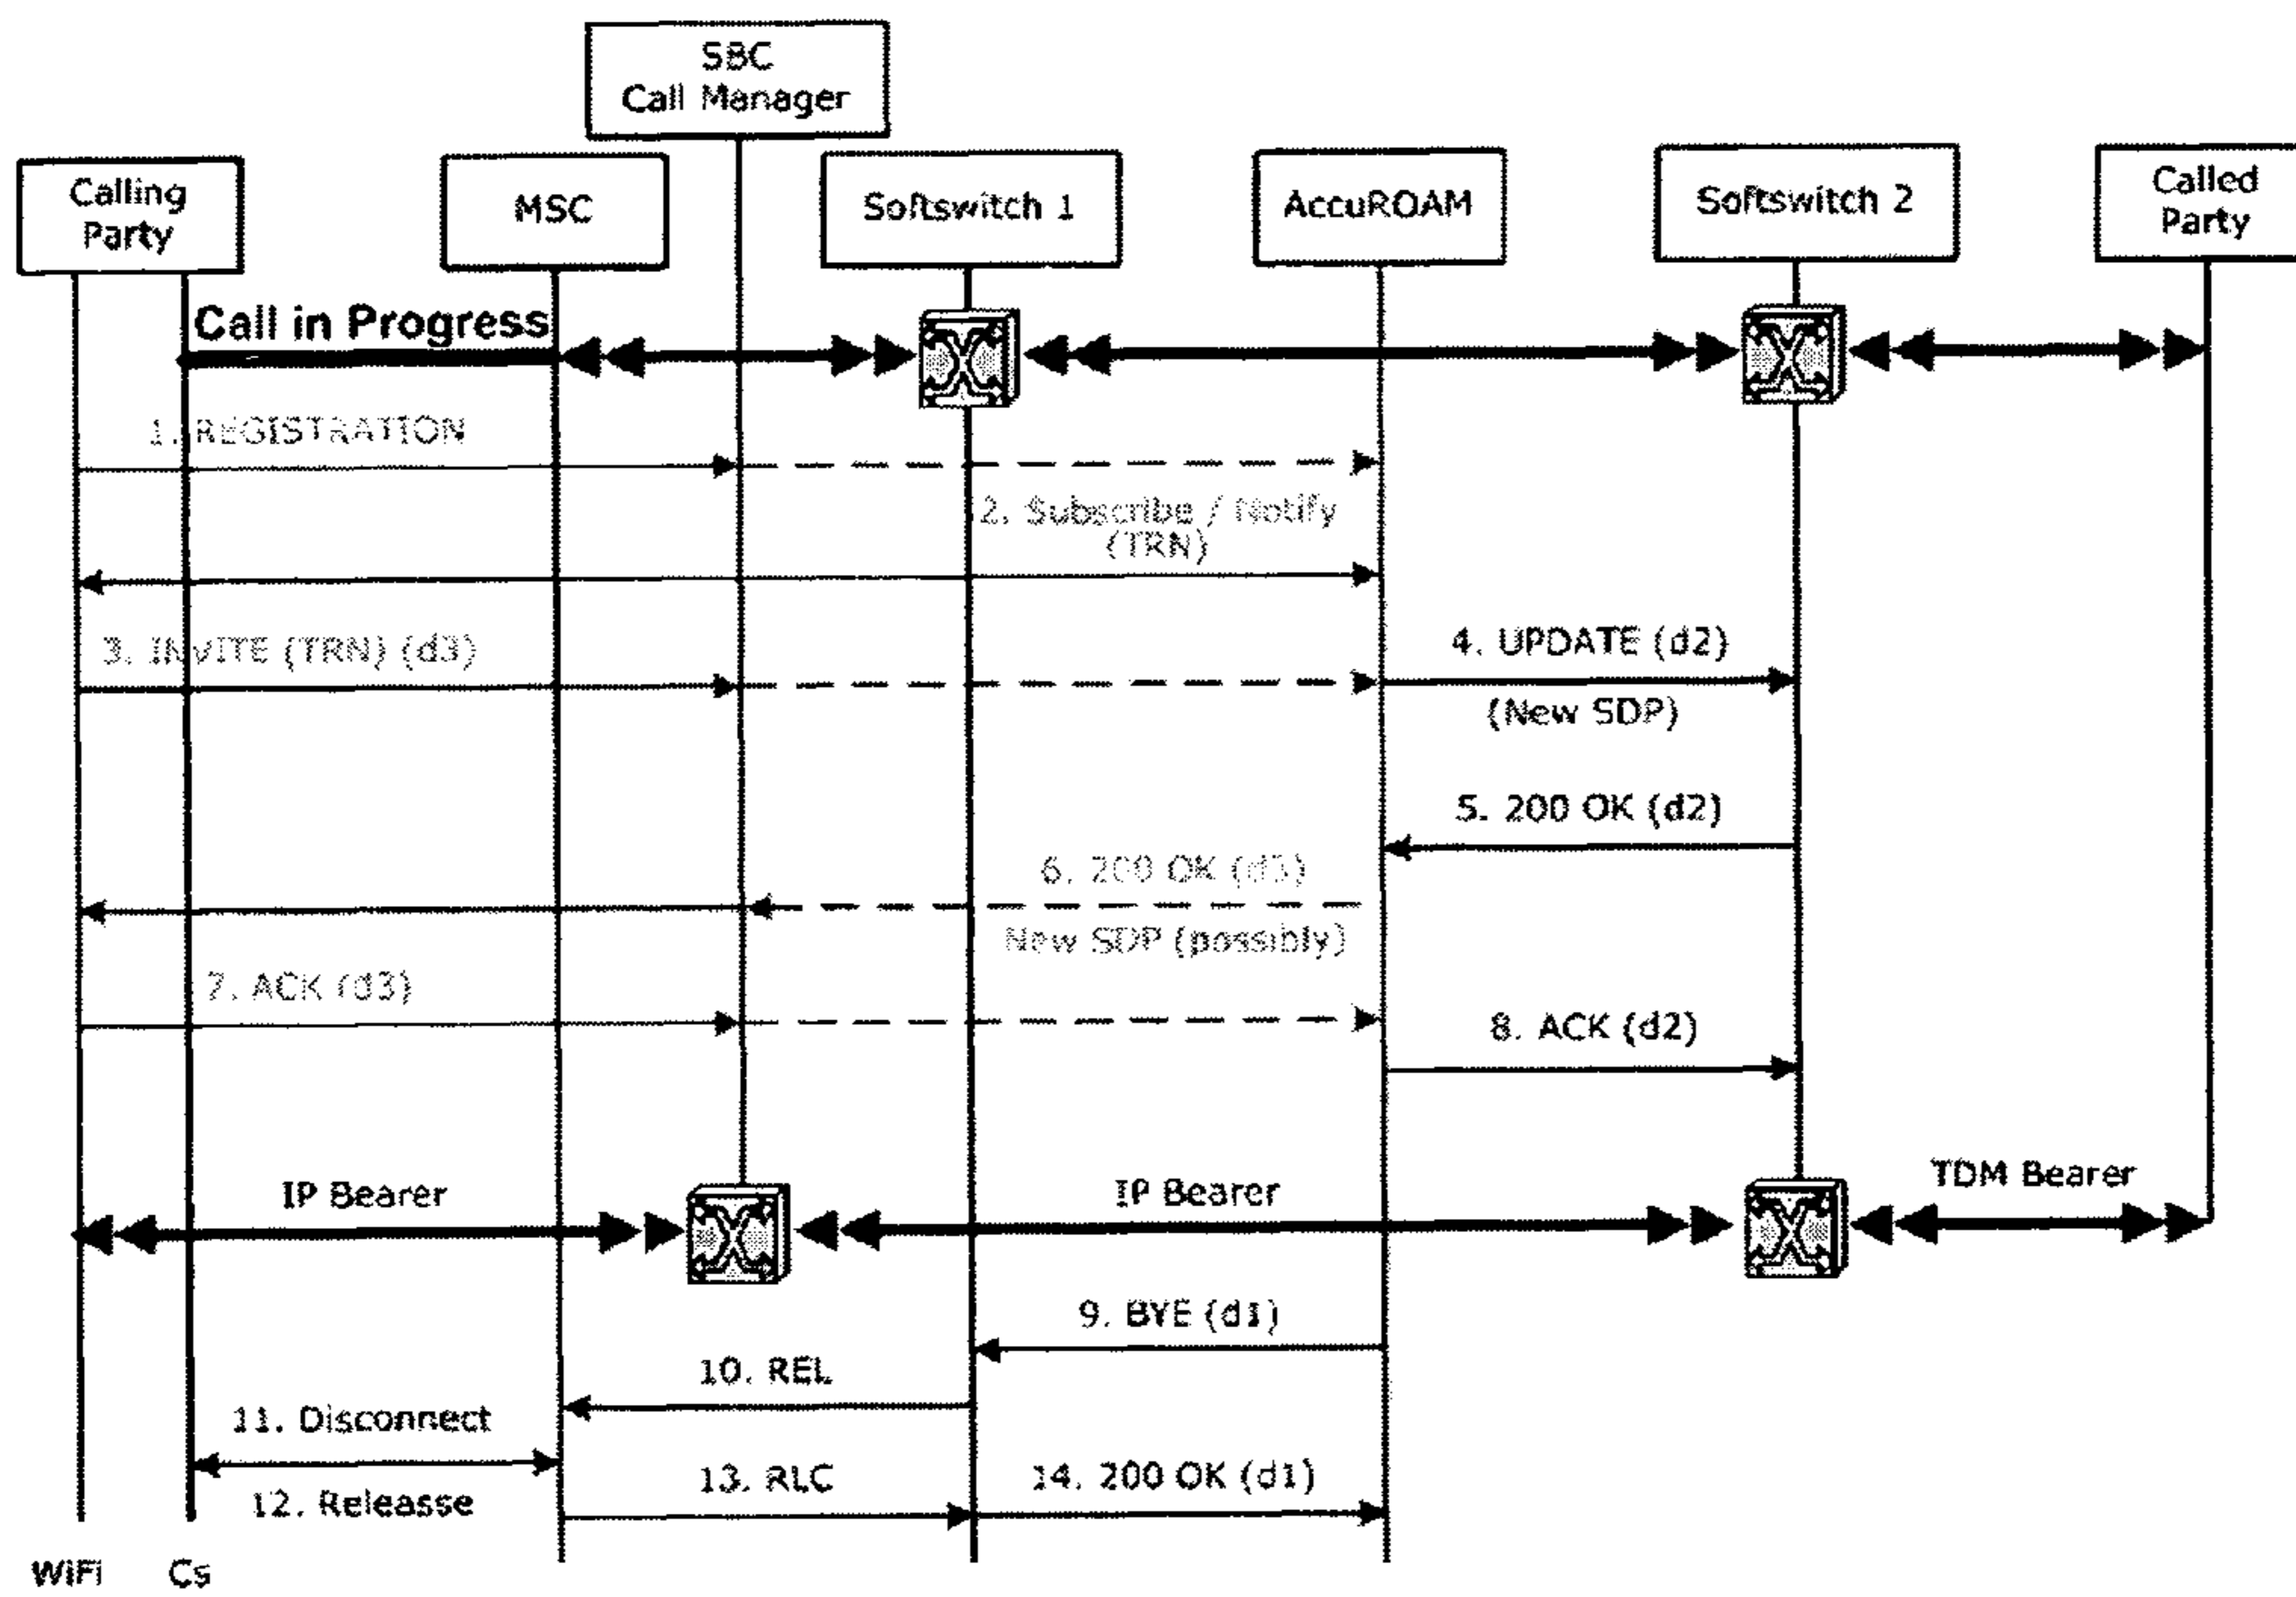 SBC
Call Manager
Calling
Party
MSC
Softswitch 1
AccuROAM
Softswitch 2
Called
Party
Call in Progress
1. REGISTRATION
2. Subscribe / Notify
(TRN)
3. INVITE (TRN) (d3)
4. UPDATE (d2)
(New SDP)
5. 200 OK (d2)
6. 200 OK (d3)
New SDP (possibly)
7. ACK (d3)
8. ACK (d2)
IP Bearer
IP Bearer
TDM Bearer
9. BYE (d1)
10. REL
11. Disconnect
12. Releasse
13. RLC
14. 200 OK (d1)
WiFi
Cs